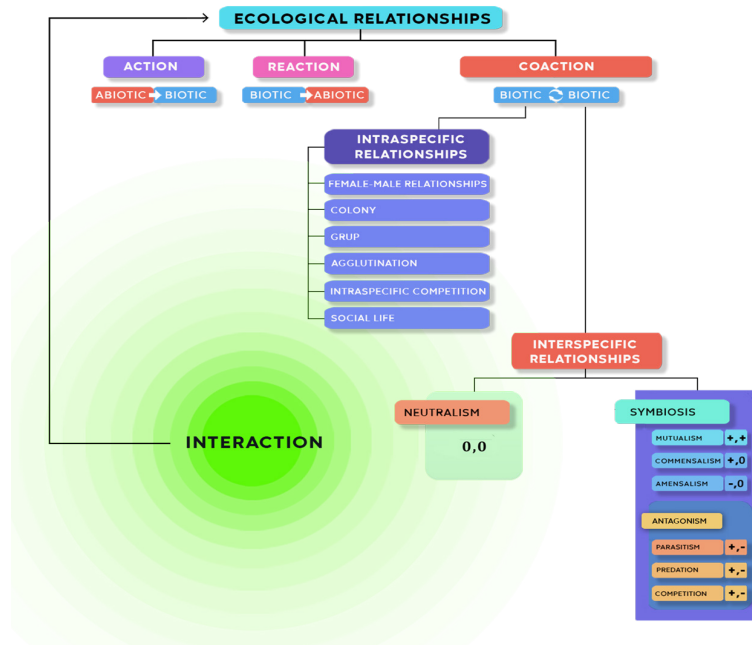 ECOLOGICAL RELATIONSHIPS
ACTION
REACTION
COACTION
ABIOTIC BIOTIC
BIOTIC ABIOTIC
BIOTIC BIOTIC
INTRASPECIFIC
RELATIONSHIPS
FEMALE-MALE RELATIONSHIPS
COLONY
GRUP
AGGLUTINATION
INTRASPECIFIC COMPETITION
SOCIAL LIFE
INTERSPECIFIC
RELATIONSHIPS
NEUTRALISM
0,0
SYMBIOSIS
MUTUALISM +,+
COMMENSALISM +,0
AMENSALISM -,0
ANTAGONISM
PARASITISM +,-
PREDATION +,-
COMPETITION +,-
INTERACTION